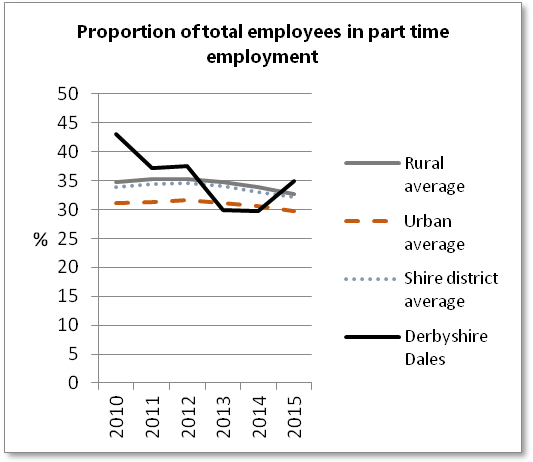 Proportion of total employees in part time
employment
50
45
40
35
30
25
20
15
10
5
0
%
2010
2011
2012
2013
2014
2015
Rural
average
Urban
average
Shire district
average
Derbyshire
Dales